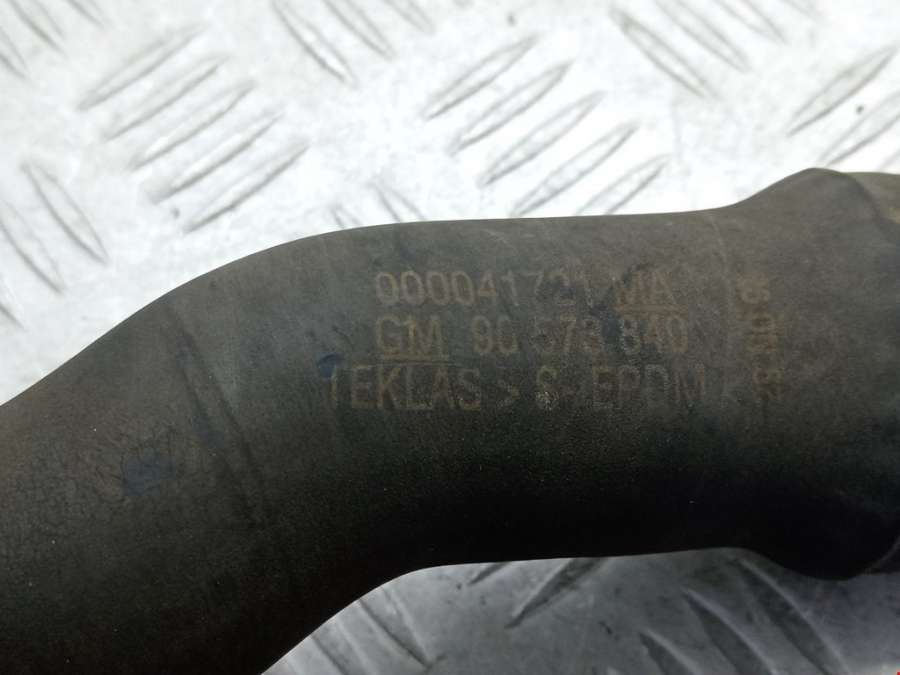 000041721 MA
GM 90 573 840
TEKLAS > S-EPDM